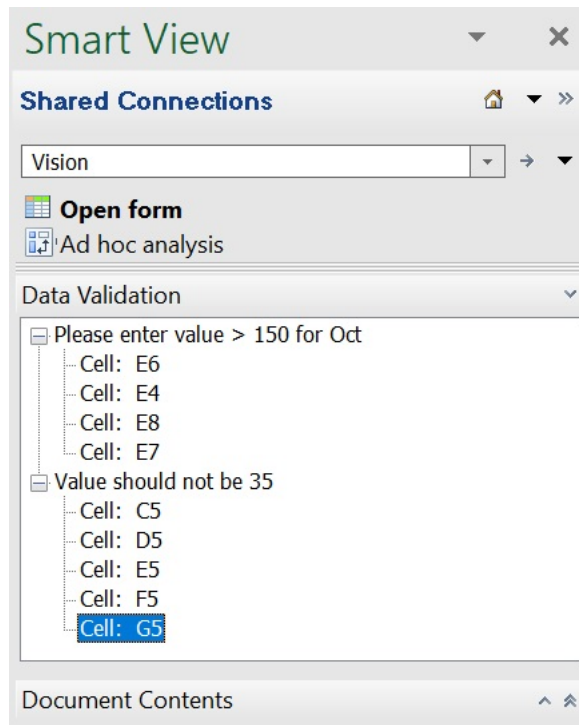 Smart View
Shared Connections
Vision
Open form
Ad hoc analysis
Data Validation
Please enter value > 150 for Oct
Cell: E6
Cell: E4
Cell: E8
Cell: E7
Value should not be 35
Cell: C5
Cell: D5
Cell: E5
Cell: F5
Cell: G5
Document Contents